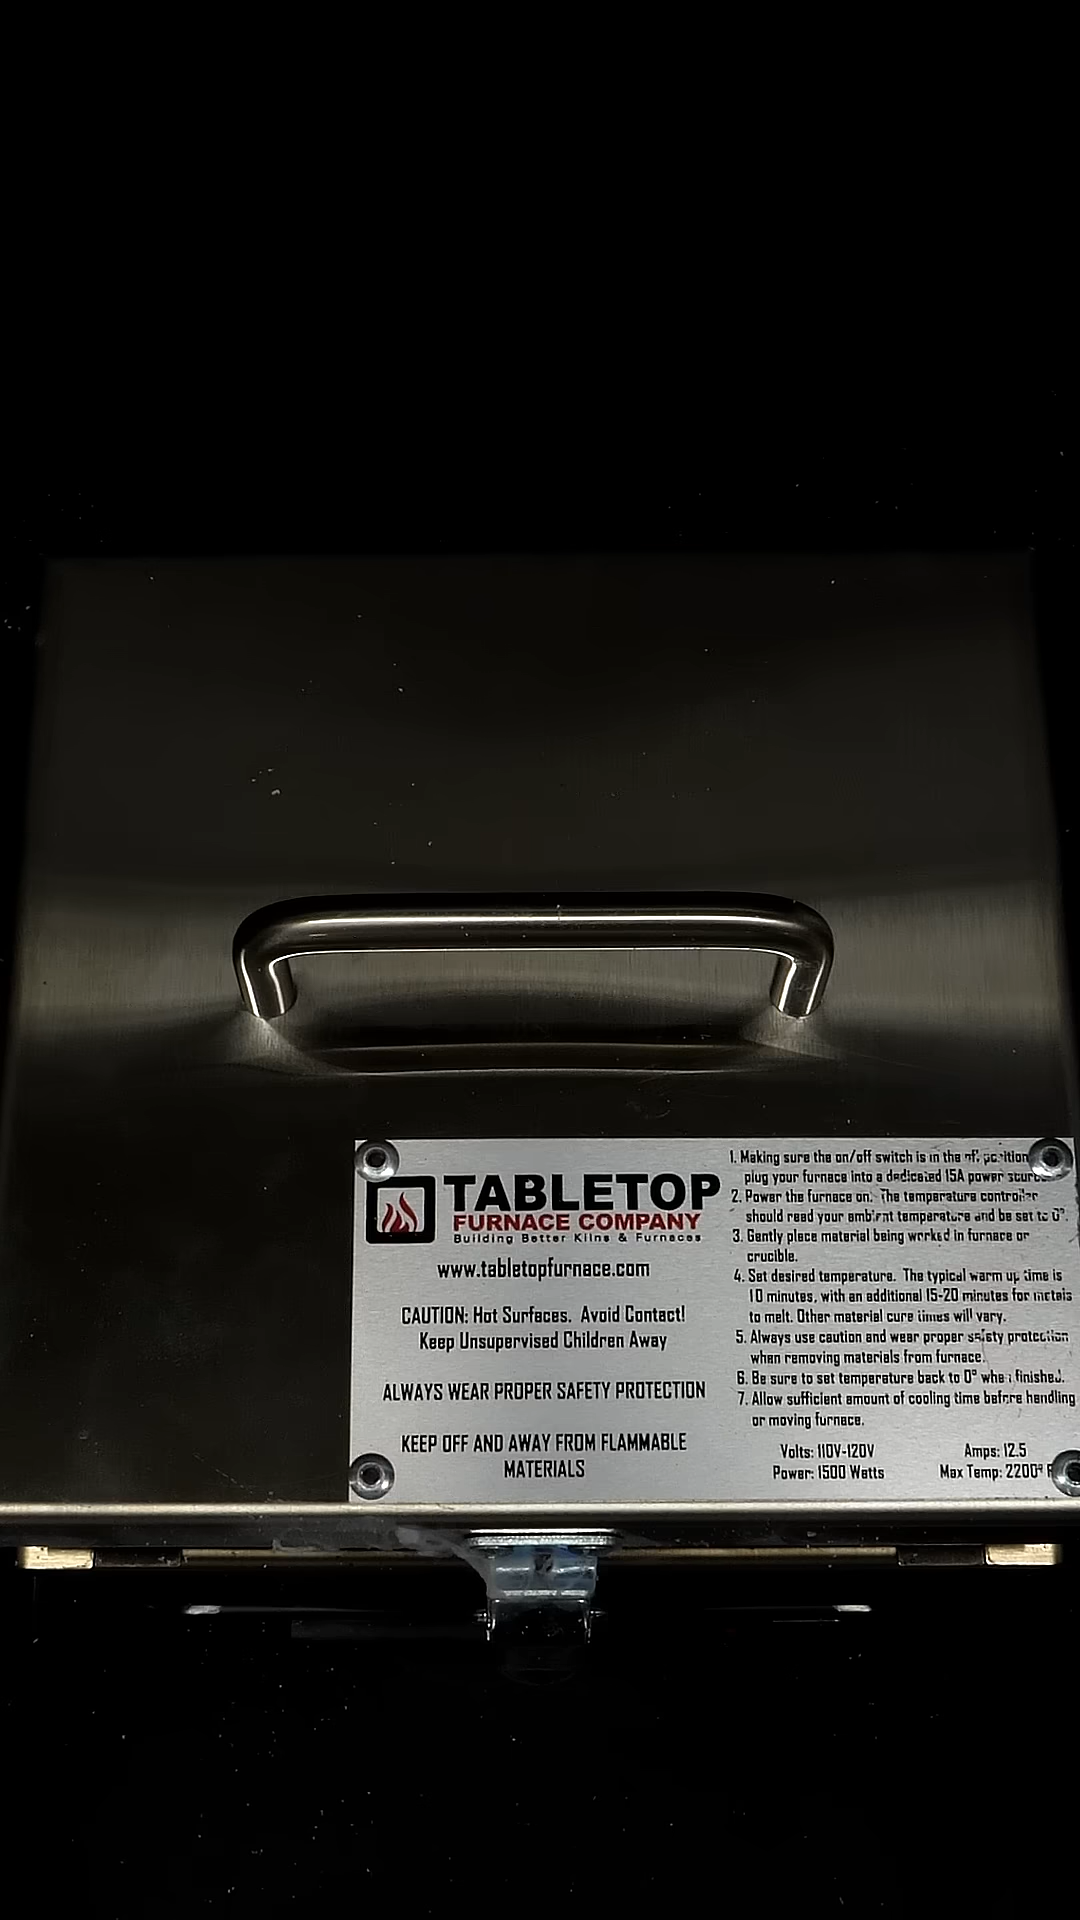 TABLETOP
FURNACE COMPANY
Building Better Kilns & Furnaces
www.tabletopfurnace.com
CAUTION: Hot Surfaces. Avoid Contact!
Keep Unsupervised Children Away
ALWAYS WEAR PROPER SAFETY PROTECTION
KEEP OFF AND AWAY FROM FLAMMABLE
MATERIALS
1. Making sure the on/off switch is in the off position
plug your furnace into a dedicated 15A power source.
2. Power the furnace on. The temperature controller
should read your ambient temperature and be set to 0°.
3. Gently place material being worked in furnace or
crucible.
4. Set desired temperature. The typical warm up time is
10 minutes, with an additional 15-20 minutes for metals
to melt. Other material cure times will vary.
5. Always use caution and wear proper safety protection
when removing materials from furnace.
6. Be sure to set temperature back to 0° when finished.
7. Allow sufficient amount of cooling time before handling
or moving furnace.
Volts: 110V-120V
Amps: 12.5
Power: 1500 Watts
Max Temp: 2200° F